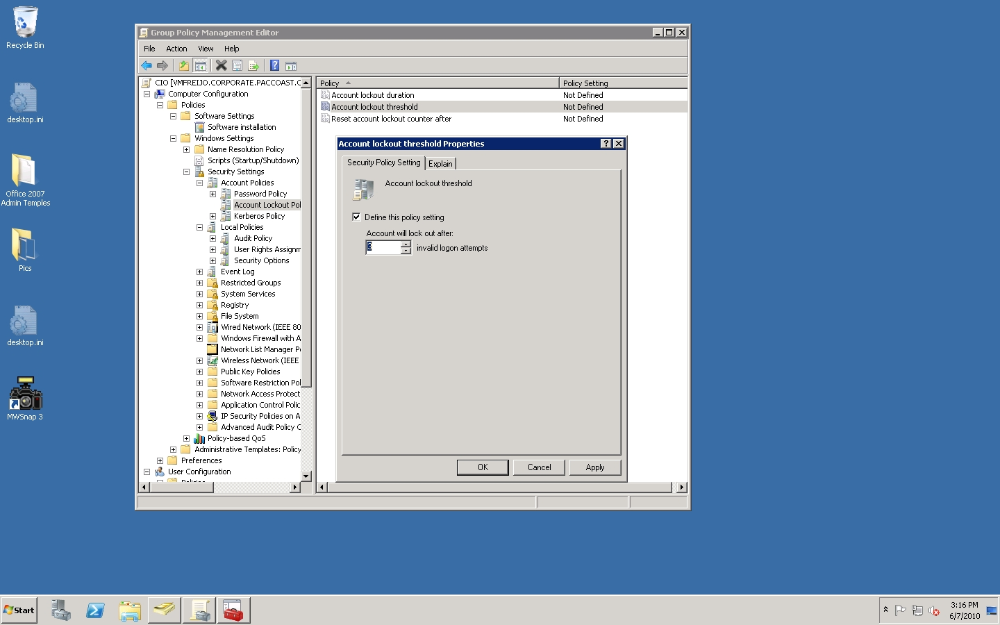 Recycle Bin
desktop.ini
Office 2007
Admin Temples
Pics
desktop.ini
MWSnap 3
Group Policy Management Editor
File Action View Help
CIO [VMFREIJO.CORPORATE.PACCOAST.C
Computer Configuration
Policies
Software Settings
Software installation
Windows Settings
Name Resolution Policy
Scripts (Startup/Shutdown)
Security Settings
Account Policies
Password Policy
Account Lockout Pol
Kerberos Policy
Local Policies
Audit Policy
User Rights Assignm
Security Options
Event Log
Restricted Groups
System Services
Registry
File System
Wired Network (IEEE 80
Windows Firewall with A
Network List Manager P
Wireless Network (IEEE
Public Key Policies
Software Restriction Pol
Network Access Protect
Application Control Polic
IP Security Policies on A
Advanced Audit Policy C
Policy-based QoS
Administrative Templates: Policy
Preferences
User Configuration
Policies
Policy Policy Setting
Account lockout duration Not Defined
Account lockout threshold Not Defined
Reset account lockout counter after Not Defined
Account lockout threshold Properties
Security Policy Setting Explain
Account lockout threshold
Define this policy setting
Account will lock out after:
3 invalid logon attempts
OK Cancel Apply
Start
3:16 PM
6/7/2010